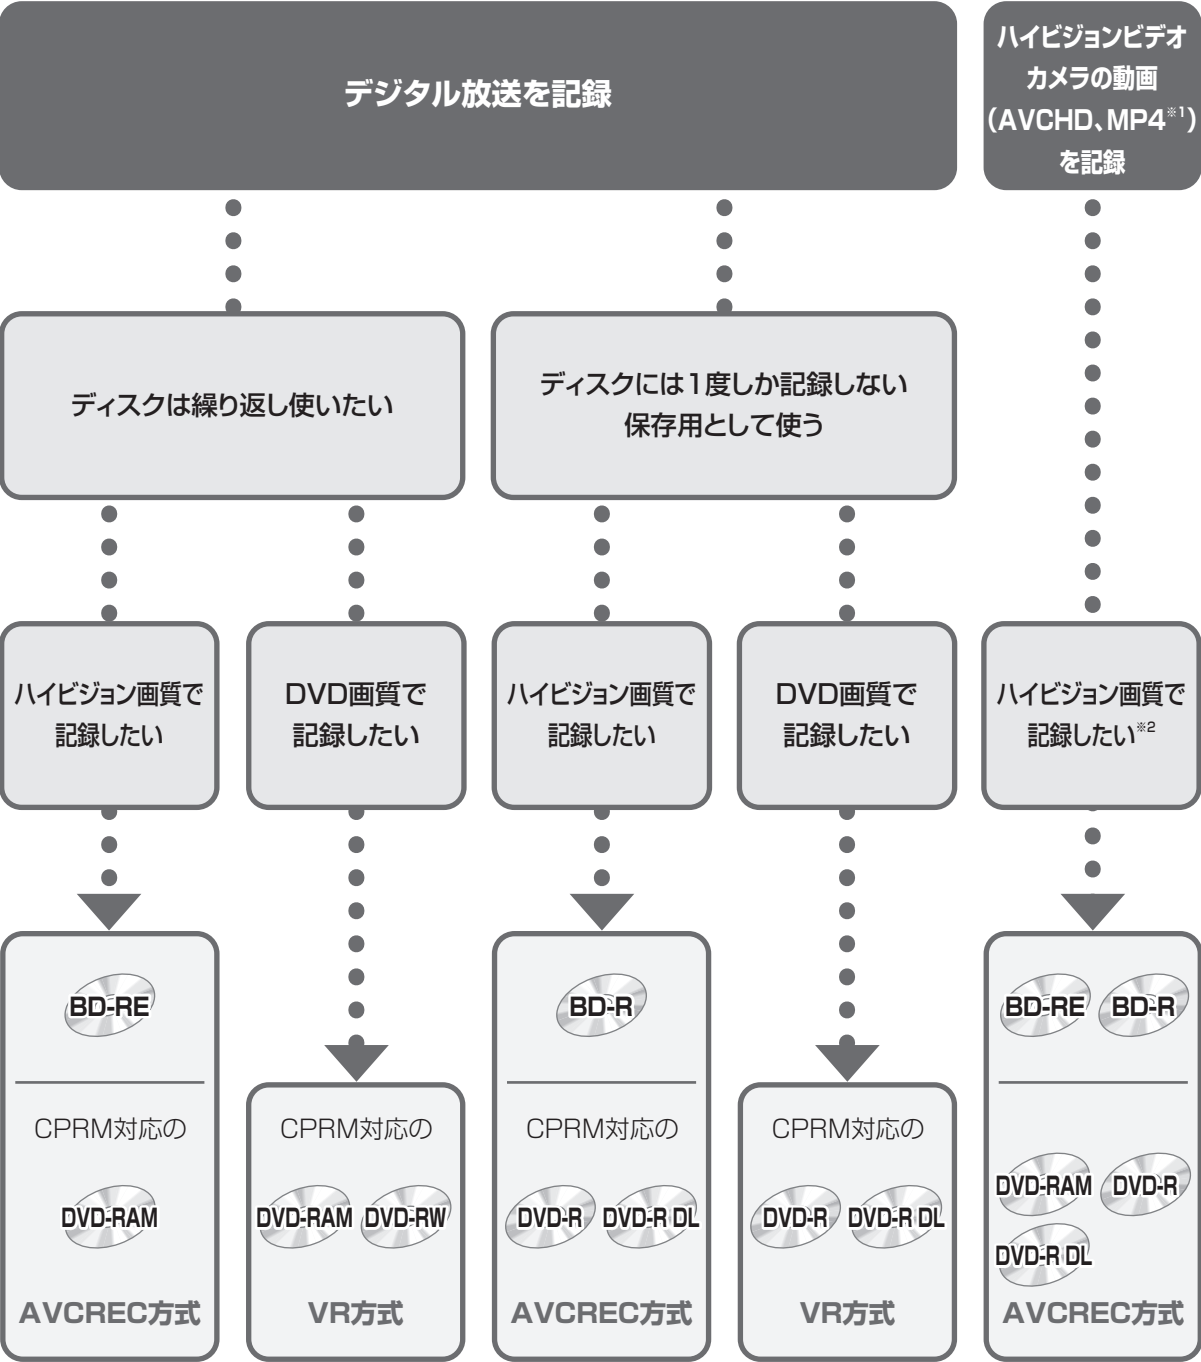 デジタル放送を記録
ハイビジョンビデオ
カメラの動画
(AVCHD、MP4※1)
を記録
ディスクは繰り返し使いたい
ディスクには1度しか記録しない
保存用として使う
ハイビジョン画質で
記録したい
DVD画質で
記録したい
ハイビジョン画質で
記録したい
DVD画質で
記録したい
ハイビジョン画質で
記録したい※2
BD-RE
CPRM対応の
DVD-RAM
AVCREC方式
CPRM対応の
DVD-RAM DVD-RW
VR方式
BD-R
CPRM対応の
DVD-R DVD-R DL
AVCREC方式
CPRM対応の
DVD-R DVD-R DL
VR方式
BD-RE BD-R
DVD-RAM DVD-R
DVD-R DL
AVCREC方式